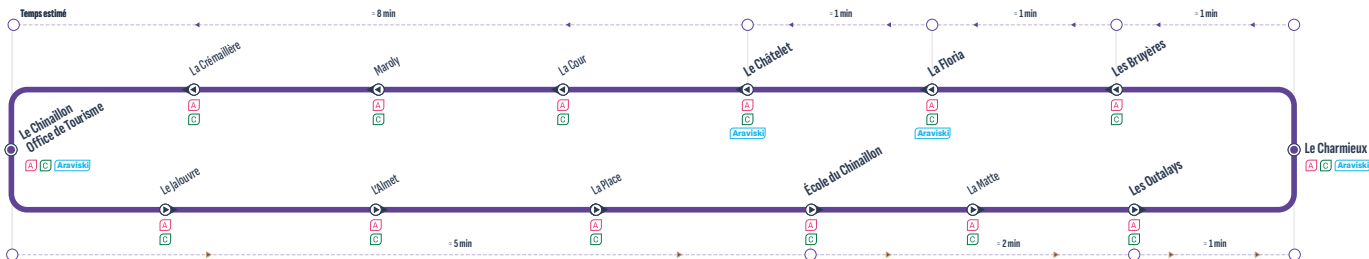 Temps estimé
≈ 8 min
≈ 1 min
≈ 1 min
≈ 1 min
La Crémaillère
Maroly
La Cour
Le Châtelet
La Floria
Les Bruyères
A
C
A
C
A
C
A
C
Araviski
A
C
Araviski
A
C
Le Chinaillon
Office de Tourisme
A C Araviski
Le Charmieux
A C Araviski
Le Jalouvre
L'Almet
La Place
École du Chinaillon
La Matte
Les Outalays
A
C
A
C
A
C
A
C
A
C
A
C
≈ 5 min
≈ 2 min
≈ 1 min